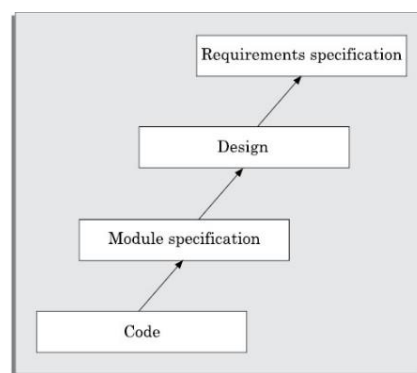 Requirements specification
Design
Module specification
Code